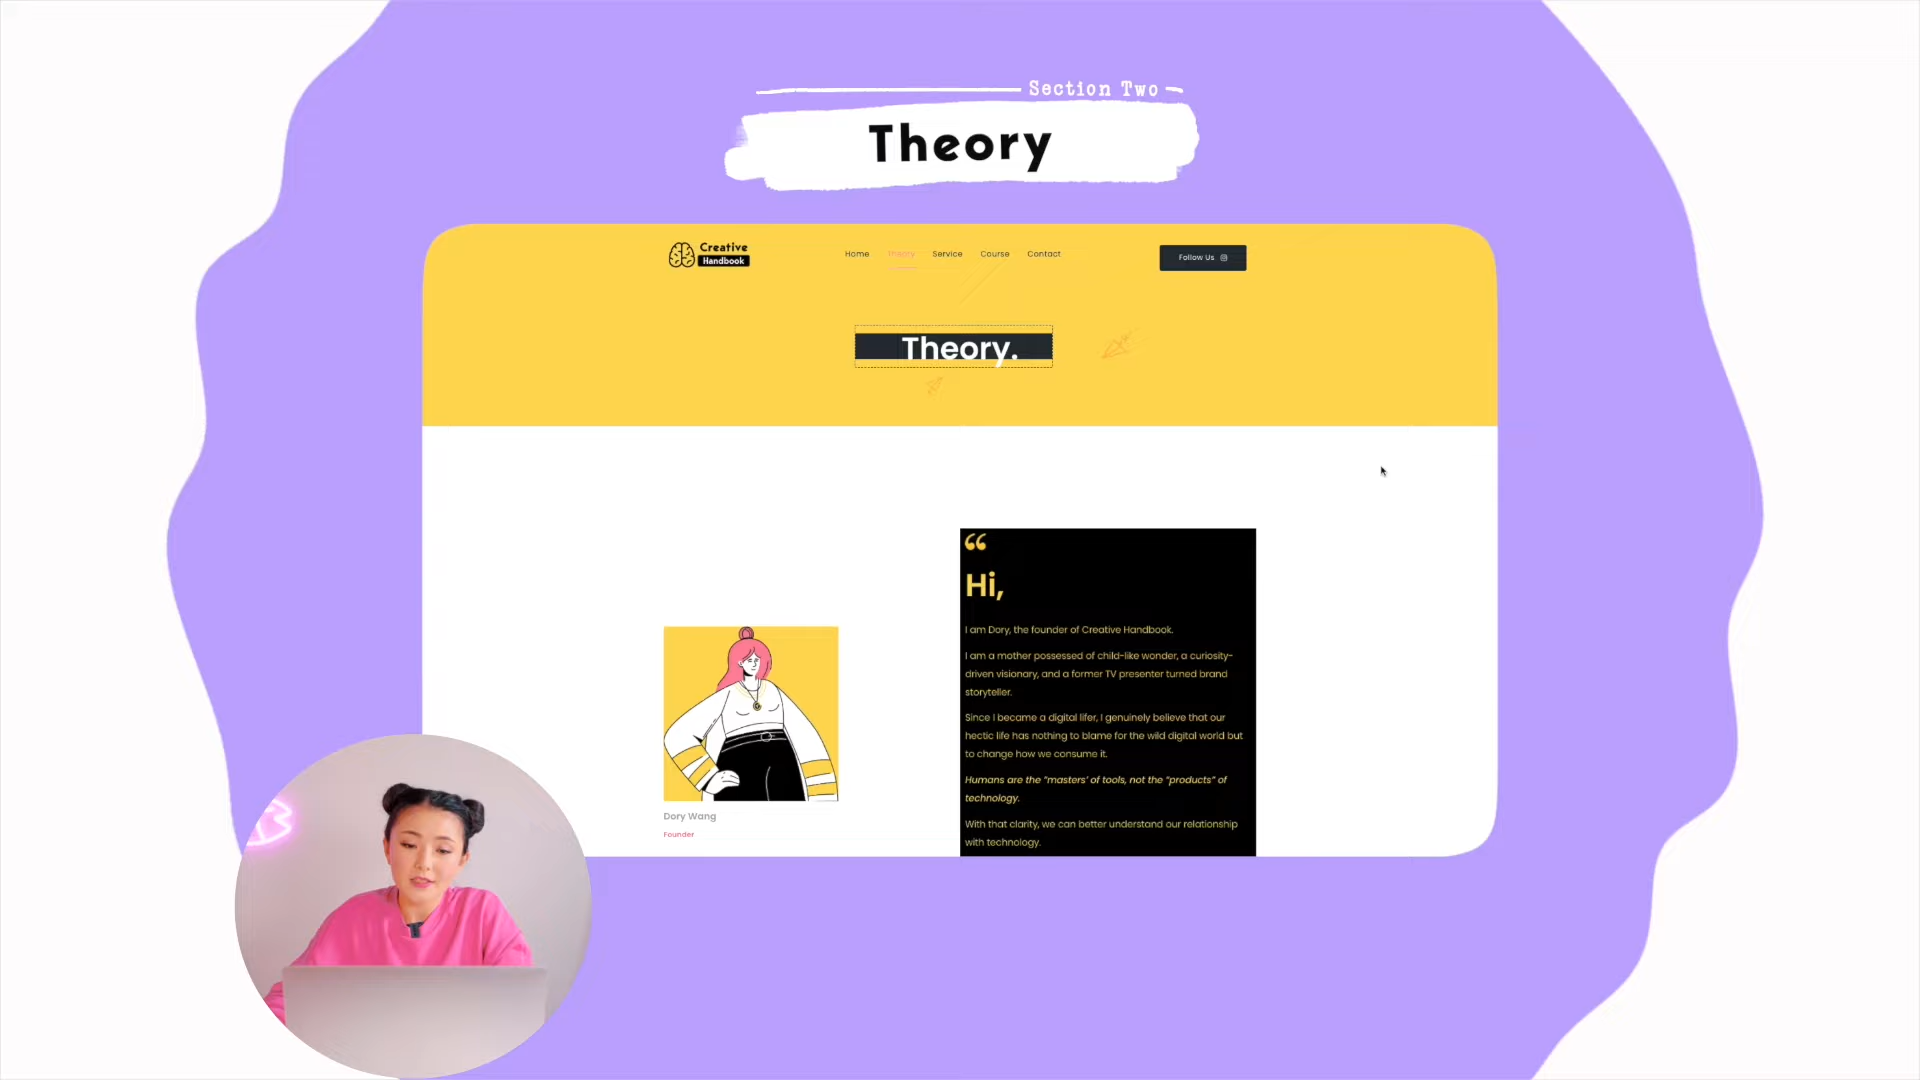 Section Two
Theory
Creative
Handbook
Home Theory Service Course Contact
Follow Us
Theory.
“
Hi,
I am Dory, the founder of Creative Handbook.
I am a mother possessed of child-like wonder, a curiosity-
driven visionary, and a former TV presenter turned brand
storyteller.
Since I became a digital lifer, I genuinely believe that our
hectic life has nothing to blame for the wild digital world but
to change how we consume it.
Humans are the “masters’ of tools, not the “products” of
technology.
With that clarity, we can better understand our relationship
with technology.
Dory Wang
Founder